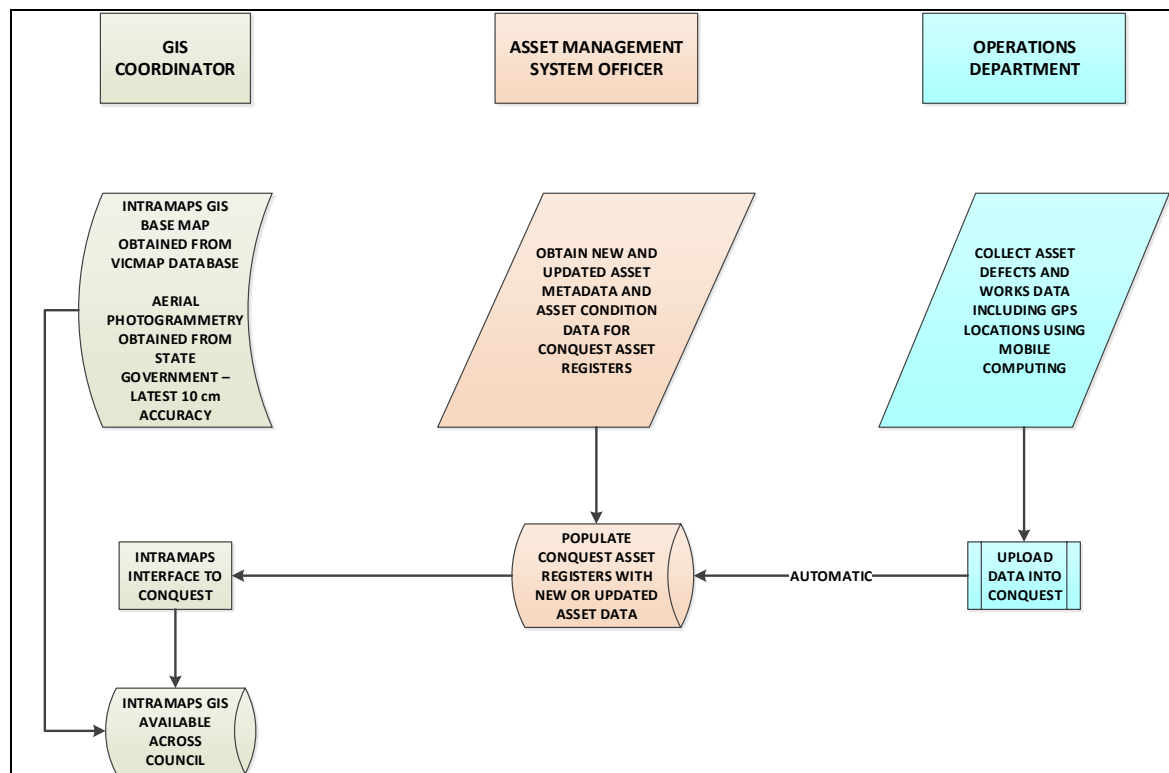 GIS
COORDINATOR
ASSET MANAGEMENT
SYSTEM OFFICER
OPERATIONS
DEPARTMENT
INTRAMAPS GIS
BASE MAP
OBTAINED FROM
VICMAP DATABASE
AERIAL
PHOTOGRAMMETRY
OBTAINED FROM
STATE
GOVERNMENT –
LATEST 10 cm
ACCURACY
OBTAIN NEW AND
UPDATED ASSET
METADATA AND
ASSET CONDITION
DATA FOR
CONQUEST ASSET
REGISTERS
COLLECT ASSET
DEFECTS AND
WORKS DATA
INCLUDING GPS
LOCATIONS USING
MOBILE
COMPUTING
INTRAMAPS
INTERFACE TO
CONQUEST
POPULATE
CONQUEST ASSET
REGISTERS WITH
NEW OR UPDATED
ASSET DATA
AUTOMATIC
UPLOAD
DATA INTO
CONQUEST
INTRAMAPS GIS
AVAILABLE
ACROSS
COUNCIL